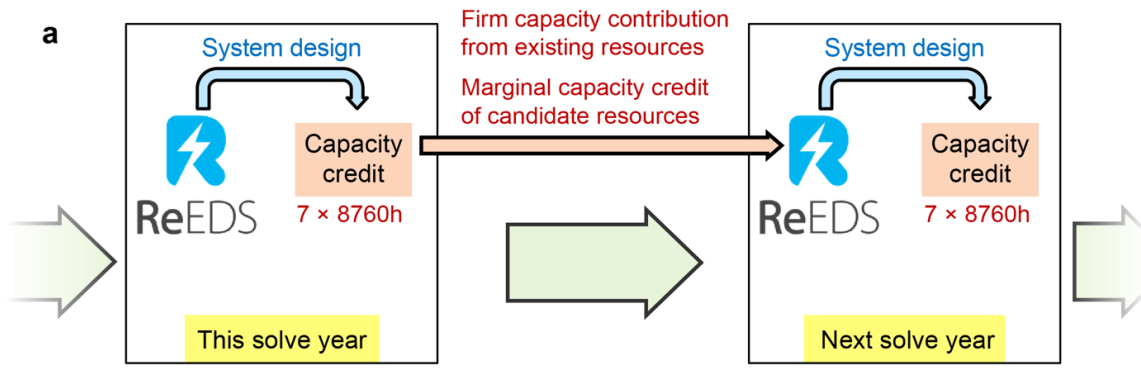 a
System design
ReEDS
Capacity
credit
7 × 8760h
This solve year
Firm capacity contribution
from existing resources
Marginal capacity credit
of candidate resources
System design
ReEDS
Capacity
credit
7 × 8760h
Next solve year